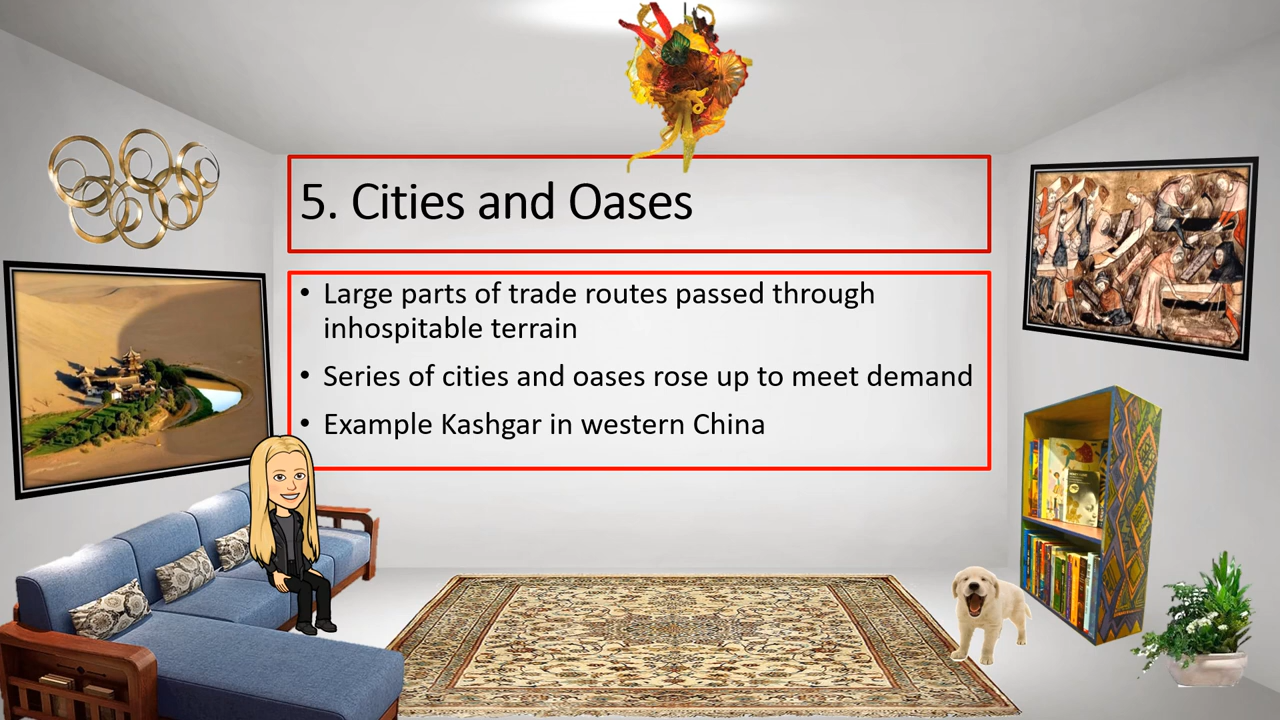 5. Cities and Oases
• Large parts of trade routes passed through
inhospitable terrain
• Series of cities and oases rose up to meet demand
• Example Kashgar in western China